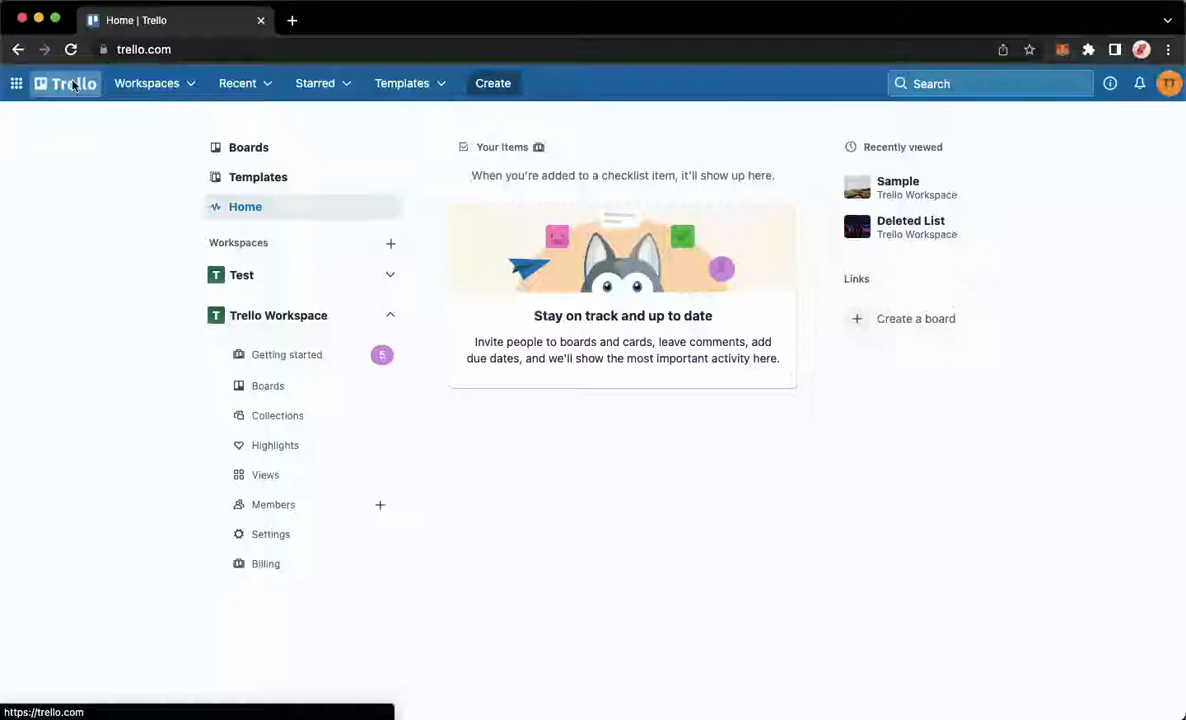 Home | Trello
trello.com
Trello
Workspaces
Recent
Starred
Templates
Create
Search
TT
Boards
Templates
Home
Workspaces
T Test
T Trello Workspace
Getting started 5
Boards
Collections
Highlights
Views
Members
Settings
Billing
Your Items
When you're added to a checklist item, it'll show up here.
Stay on track and up to date
Invite people to boards and cards, leave comments, add
due dates, and we'll show the most important activity here.
Recently viewed
Sample
Trello Workspace
Deleted List
Trello Workspace
Links
Create a board
https://trello.com